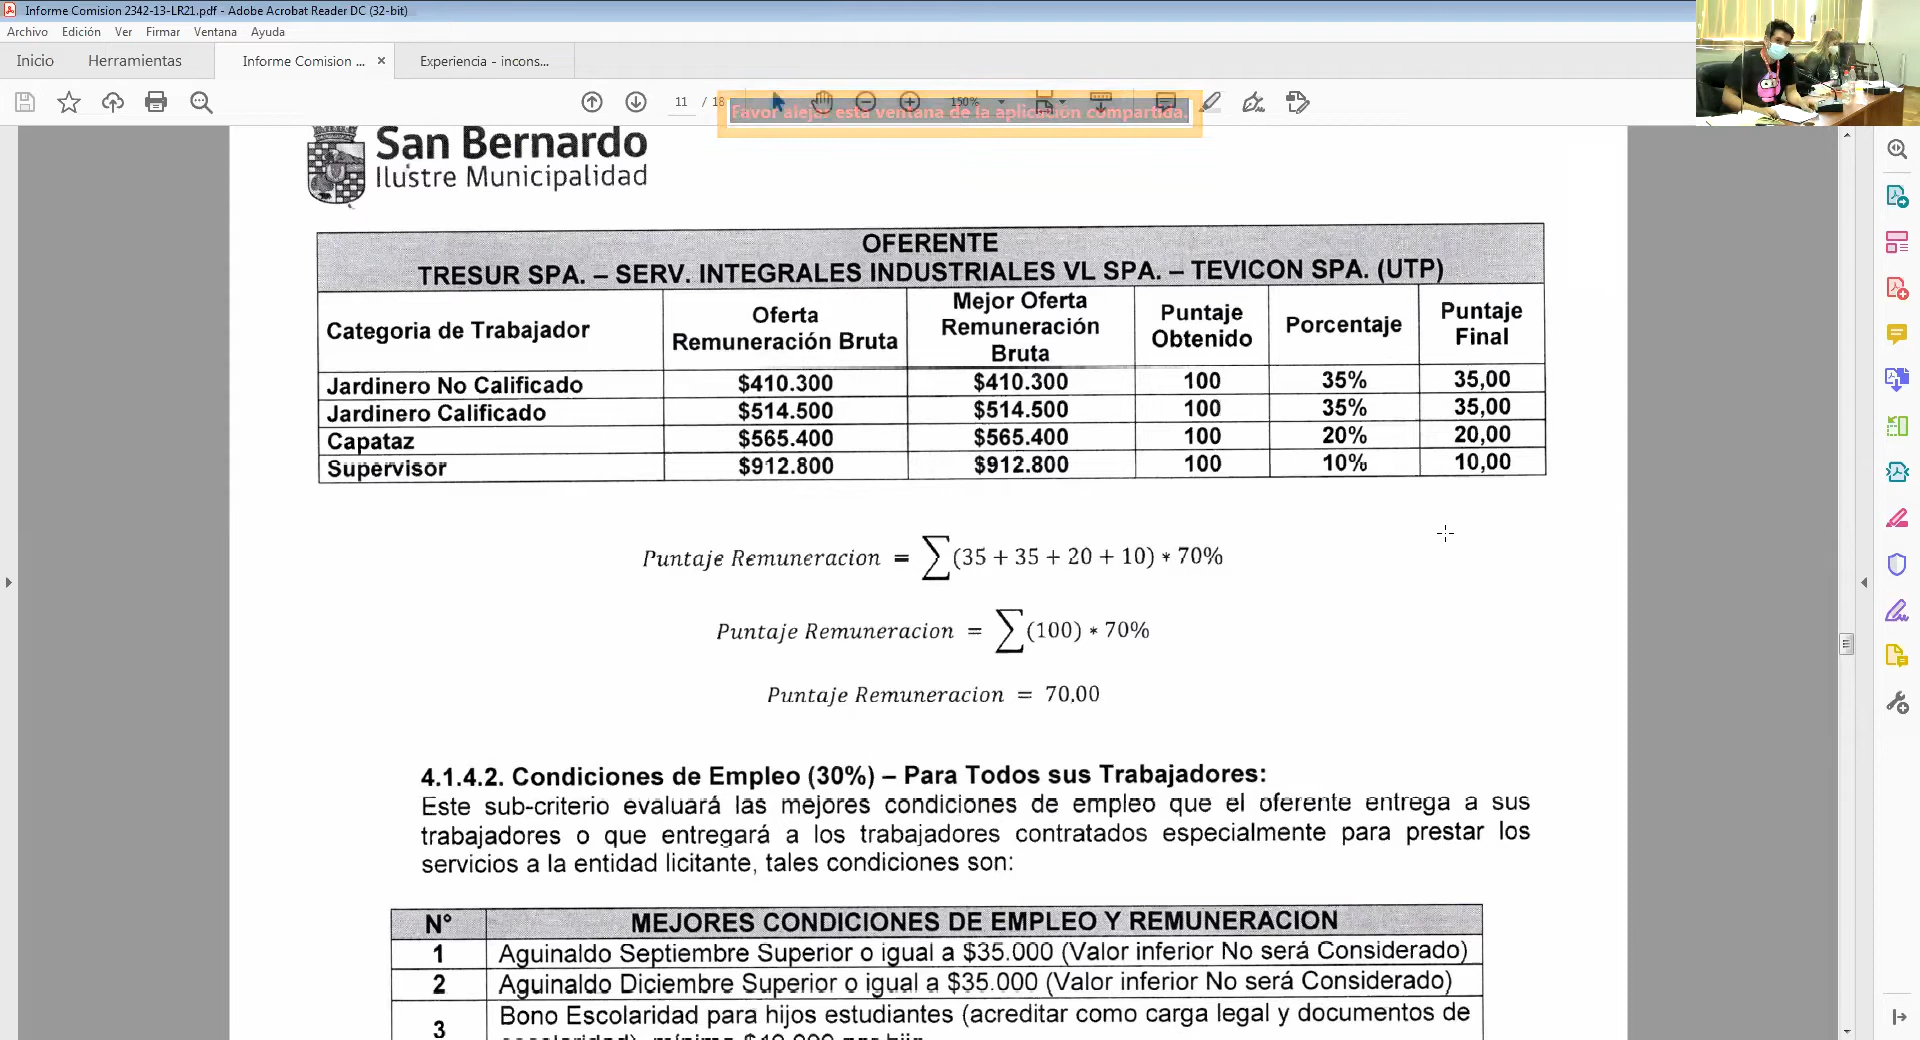 Informe Comision 2342-13-LR21.pdf - Adobe Acrobat Reader DC (32-bit)
Archivo Edición Ver Firmar Ventana Ayuda
Inicio Herramientas Informe Comision ... × Experiencia - incons...
11 / 18 150%
Favor alejar esta ventana de la aplicación compartida.
San Bernardo
Ilustre Municipalidad
OFERENTE
TRESUR SPA. – SERV. INTEGRALES INDUSTRIALES VL SPA. – TEVICON SPA. (UTP)
Categoria de Trabajador Oferta Remuneración Bruta Mejor Oferta Remuneración Bruta Puntaje Obtenido Porcentaje Puntaje Final
Jardinero No Calificado $410.300 $410.300 100 35% 35,00
Jardinero Calificado $514.500 $514.500 100 35% 35,00
Capataz $565.400 $565.400 100 20% 20,00
Supervisor $912.800 $912.800 100 10% 10,00
Puntaje Remuneracion = ∑(35 + 35 + 20 + 10) * 70%
Puntaje Remuneracion = ∑(100) * 70%
Puntaje Remuneracion = 70,00
4.1.4.2. Condiciones de Empleo (30%) – Para Todos sus Trabajadores:
Este sub-criterio evaluará las mejores condiciones de empleo que el oferente entrega a sus
trabajadores o que entregará a los trabajadores contratados especialmente para prestar los
servicios a la entidad licitante, tales condiciones son:
N° MEJORES CONDICIONES DE EMPLEO Y REMUNERACION
1 Aguinaldo Septiembre Superior o igual a $35.000 (Valor inferior No será Considerado)
2 Aguinaldo Diciembre Superior o igual a $35.000 (Valor inferior No será Considerado)
3 Bono Escolaridad para hijos estudiantes (acreditar como carga legal y documentos de